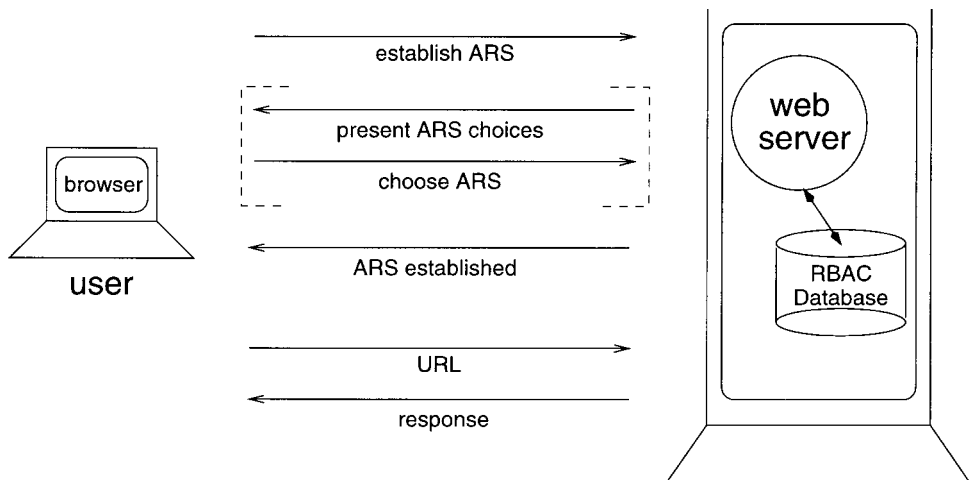 establish ARS
present ARS choices
choose ARS
ARS established
URL
response
browser
user
web
server
RBAC
Database